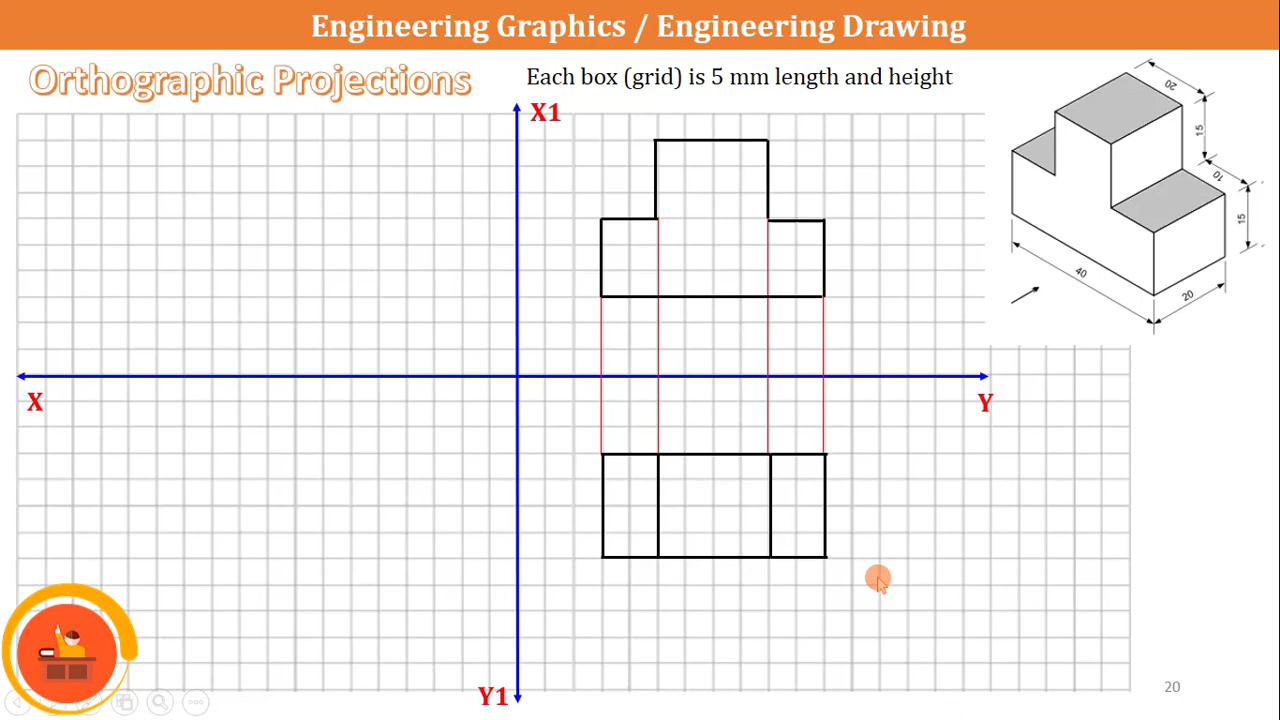 Engineering Graphics / Engineering Drawing
Orthographic Projections
Each box (grid) is 5 mm length and height
X1
20
15
10
15
40
20
X
Y
Y1
20